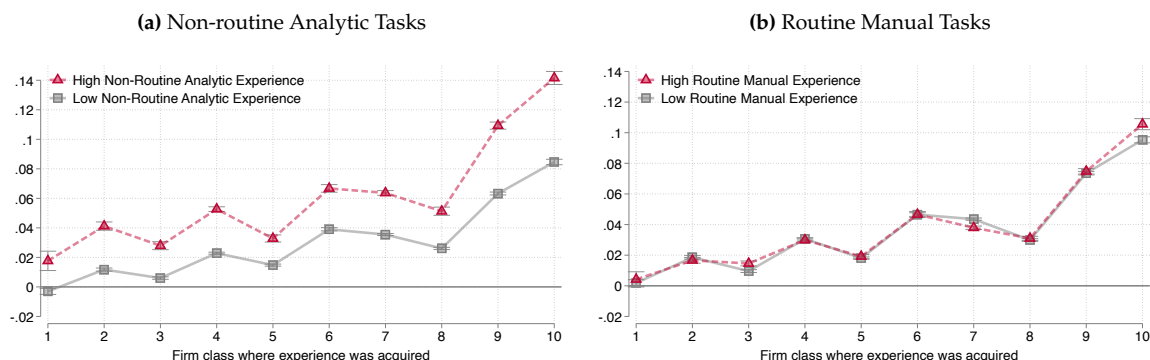 (a) Non-routine Analytic Tasks
High Non-Routine Analytic Experience
Low Non-Routine Analytic Experience
.14
.12
.1
.08
.06
.04
.02
0
-.02
1 2 3 4 5 6 7 8 9 10
Firm class where experience was acquired
(b) Routine Manual Tasks
High Routine Manual Experience
Low Routine Manual Experience
.14
.12
.1
.08
.06
.04
.02
0
-.02
1 2 3 4 5 6 7 8 9 10
Firm class where experience was acquired